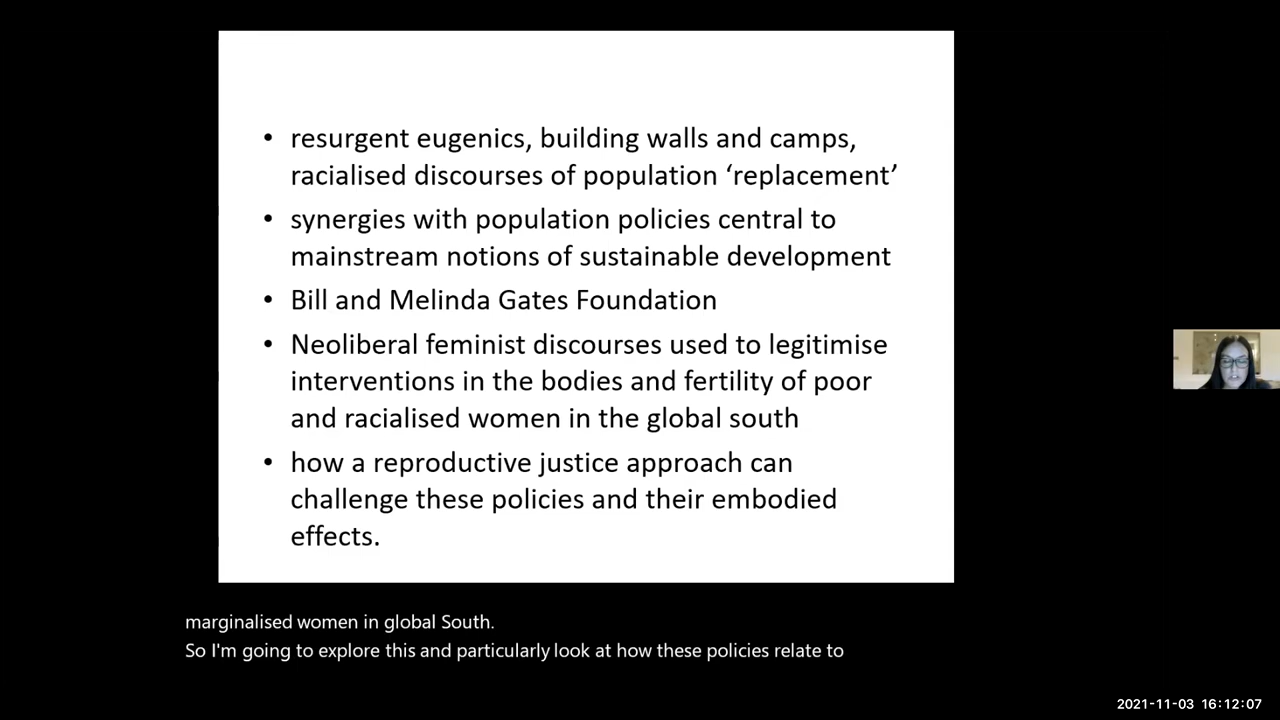 • resurgent eugenics, building walls and camps,
racialised discourses of population ‘replacement’
• synergies with population policies central to
mainstream notions of sustainable development
• Bill and Melinda Gates Foundation
• Neoliberal feminist discourses used to legitimise
interventions in the bodies and fertility of poor
and racialised women in the global south
• how a reproductive justice approach can
challenge these policies and their embodied
effects.
marginalised women in global South.
So I'm going to explore this and particularly look at how these policies relate to
2021-11-03 16:12:07